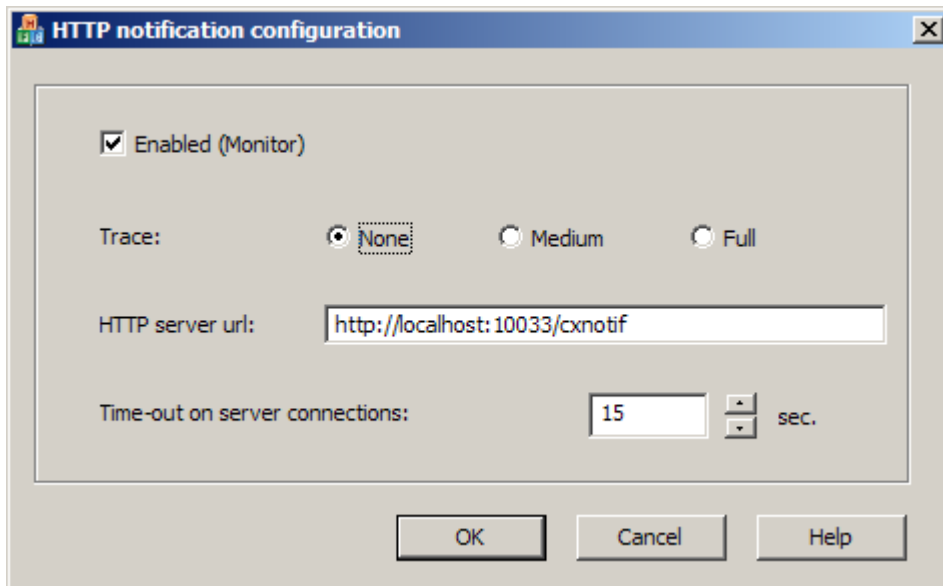 HTTP notification configuration
Enabled (Monitor)
Trace: None Medium Full
HTTP server url: http://localhost:10033/cxnotif
Time-out on server connections: 15 sec.
OK Cancel Help